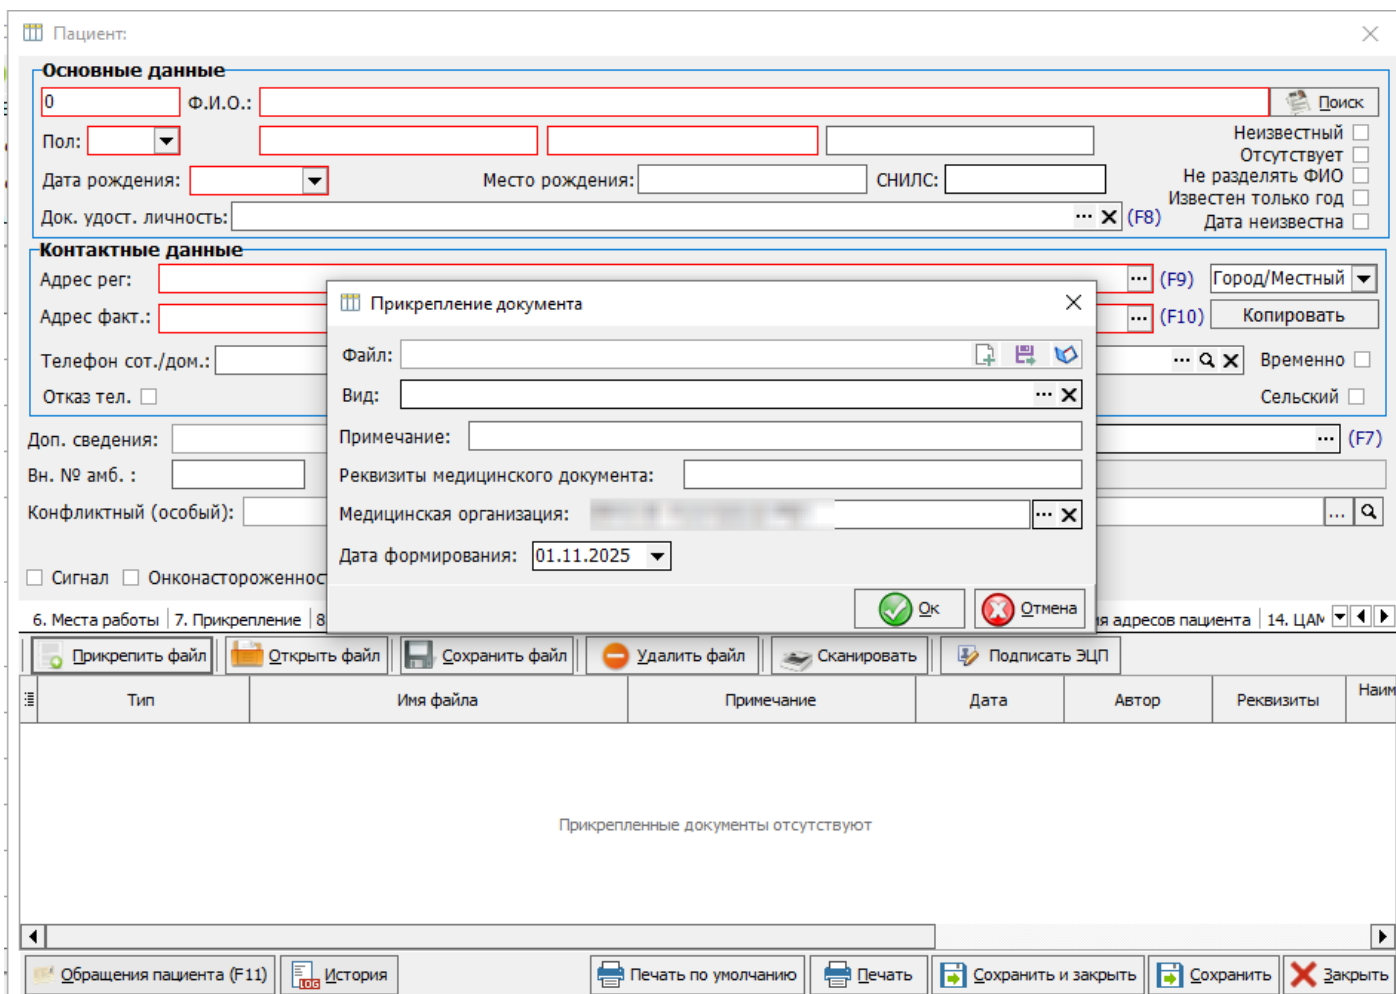 Пациент:
Основные данные
0 Ф.И.О.: Поиск
Пол: Неизвестный
Отсутствует
Дата рождения: Место рождения: СНИЛС: Не разделять ФИО
Известен только год
Док. удост. личность: ... (F8) Дата неизвестна
Контактные данные
Адрес рег: ... (F9) Город/Местный
Адрес факт.: ... (F10) Копировать
Телефон сот./дом.: ... Временно
Отказ тел. Сельский
Доп. сведения: ... (F7)
Вн. № амб. :
Конфликтный (особый): ...
Сигнал Онконастороженнос
Прикрепление документа
Файл:
Вид: ...
Примечание:
Реквизиты медицинского документа:
Медицинская организация: ...
Дата формирования: 01.11.2025
Ок Отмена
6. Места работы 7. Прикрепление 8 я адресов пациента 14. ЦАМ
Прикрепить файл Открыть файл Сохранить файл Удалить файл Сканировать Подписать ЭЦП
Тип Имя файла Примечание Дата Автор Реквизиты Наим
Прикрепленные документы отсутствуют
Обращения пациента (F11) LOG История Печать по умолчанию Печать Сохранить и закрыть Сохранить Закрыть